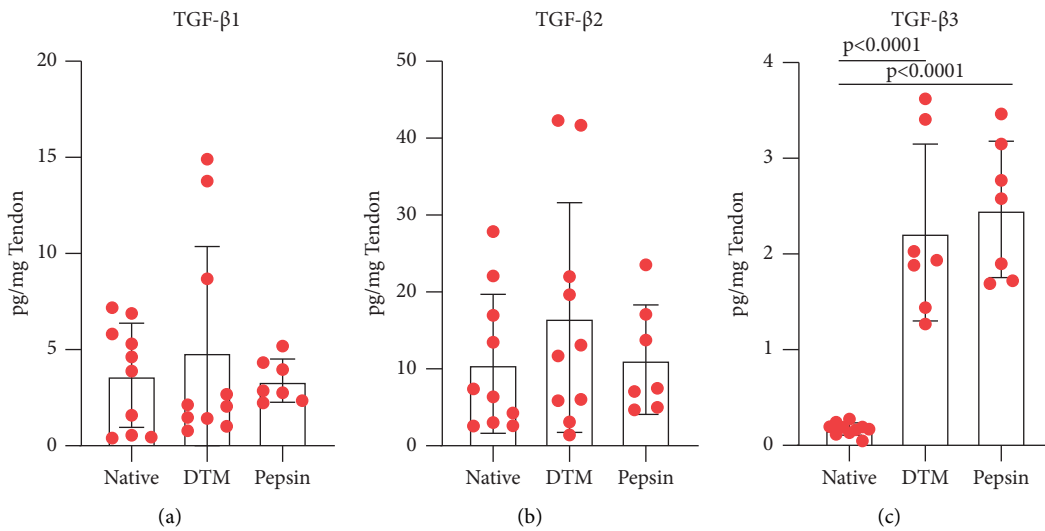 TGF-β1
20
15
10
5
0
pg/mg Tendon
Native DTM Pepsin
(a)
TGF-β2
50
40
30
20
10
0
pg/mg Tendon
Native DTM Pepsin
(b)
TGF-β3
p<0.0001
p<0.0001
4
3
2
1
0
pg/mg Tendon
Native DTM Pepsin
(c)